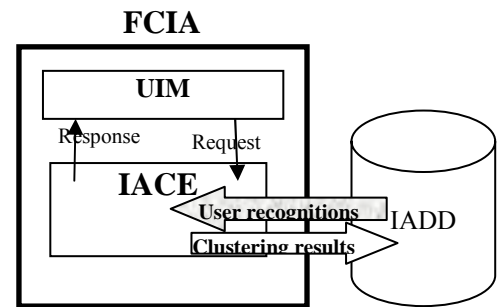 FCIA
UIM
Response
Request
IACE
User recognitions
IADD
Clustering results